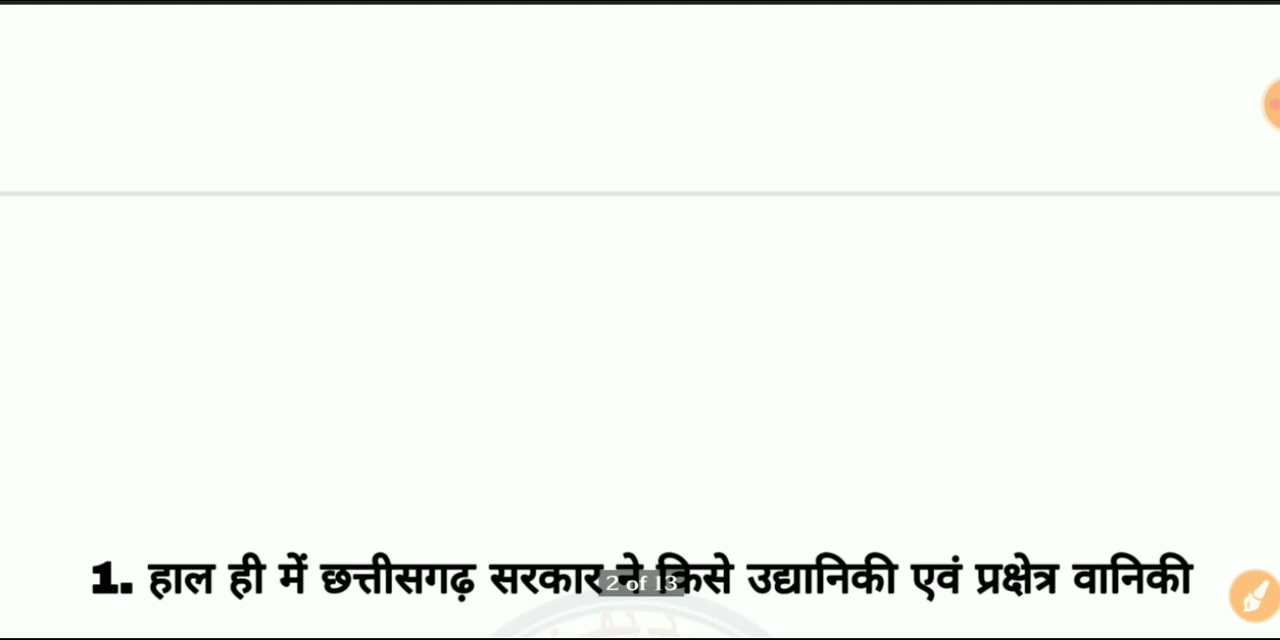 1. हाल ही में छत्तीसगढ़ सरकार ने किसे उद्यानिकी एवं प्रक्षेत्र वानिकी
2 of 13